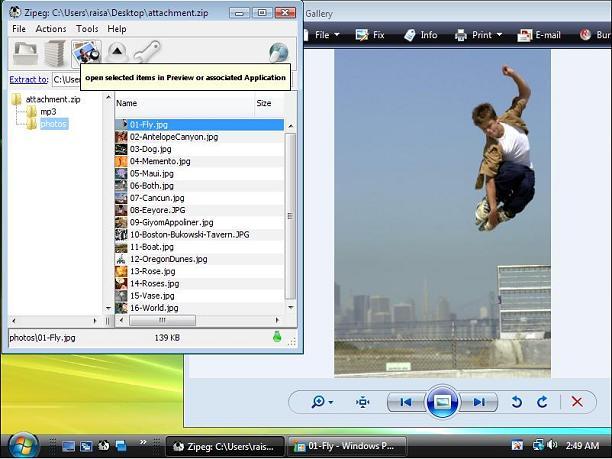 Zipeg: C:\Users\raisa\Desktop\attachment.zip
File Actions Tools Help
open selected items in Preview or associated Application
Extract to: C:\Use
attachment.zip
mp3
photos
Name Size
01-Fly.jpg
02-AntelopeCanyon.jpg
03-Dog.jpg
04-Memento.jpg
05-Maui.jpg
06-Both.jpg
07-Cancun.jpg
08-Eeyore.JPG
09-GiyomAppoliner.jpg
10-Boston-Bukowski-Tavern.JPG
11-Boat.jpg
12-OregonDunes.jpg
13-Rose.jpg
14-Roses.jpg
15-Vase.jpg
16-World.jpg
photos\01-Fly.jpg 139 KB
Gallery
File Fix Info Print E-mail Bur
Zipeg: C:\Users\rais... 01-Fly - Windows P... 2:49 AM